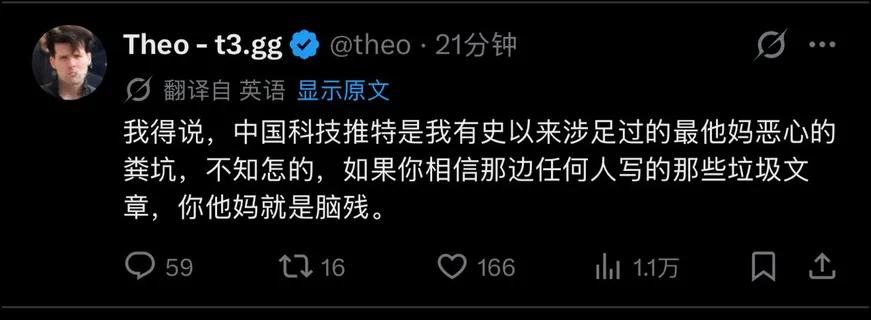 Theo - t3.gg @theo · 21分钟
翻译自 英语 显示原文
我得说，中国科技推特是我有史以来涉足过的最他妈恶心的
粪坑，不知怎的，如果你相信那边任何人写的那些垃圾文
章，你他妈就是脑残。
59 16 166 1.1万